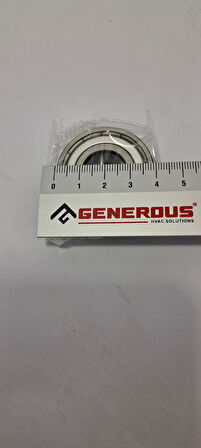 0 1 2 3 4 5
GENEROUS®
HVAC SOLUTIONS